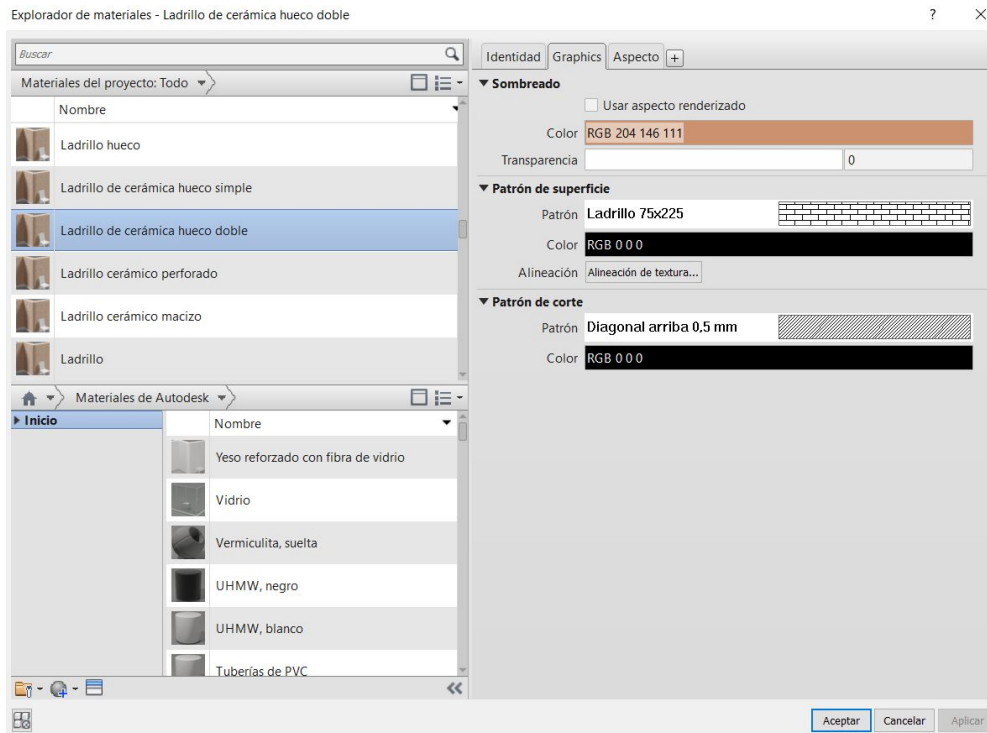 Explorador de materiales - Ladrillo de cerámica hueco doble
?
Buscar
Materiales del proyecto: Todo
Nombre
Ladrillo hueco
Ladrillo de cerámica hueco simple
Ladrillo de cerámica hueco doble
Ladrillo cerámico perforado
Ladrillo cerámico macizo
Ladrillo
Materiales de Autodesk
Inicio
Nombre
Yeso reforzado con fibra de vidrio
Vidrio
Vermiculita, suelta
UHMW, negro
UHMW, blanco
Tuberías de PVC
Identidad Graphics Aspecto
Sombreado
Usar aspecto renderizado
Color RGB 204 146 111
Transparencia 0
Patrón de superficie
Patrón Ladrillo 75x225
Color RGB 0 0 0
Alineación Alineación de textura...
Patrón de corte
Patrón Diagonal arriba 0,5 mm
Color RGB 0 0 0
Aceptar Cancelar Aplicar